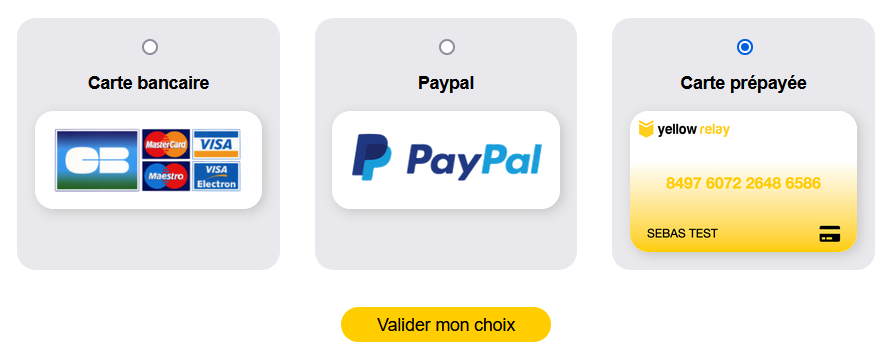 Carte bancaire
CB
MasterCard
VISA
Maestro
VISA
Electron
Paypal
PayPal
Carte prépayée
yellow relay
8497 6072 2648 6586
SEBAS TEST
Valider mon choix